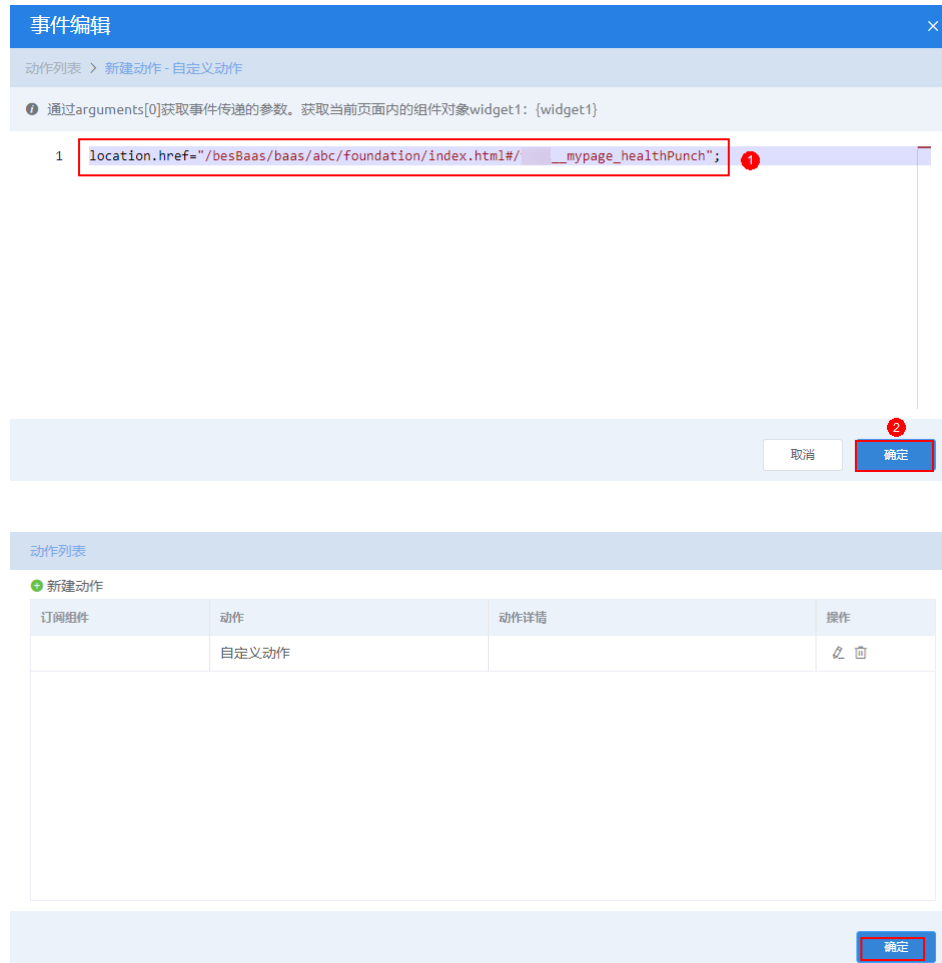 事件编辑
动作列表 > 新建动作 - 自定义动作
通过arguments[0]获取事件传递的参数。获取当前页面内的组件对象widget1：{widget1}
1 location.href="/besBaas/baas/abc/foundation/index.html#/ __mypage_healthPunch"; 1
2
取消 确定
动作列表
新建动作
订阅组件 动作 动作详情 操作
自定义动作
确定